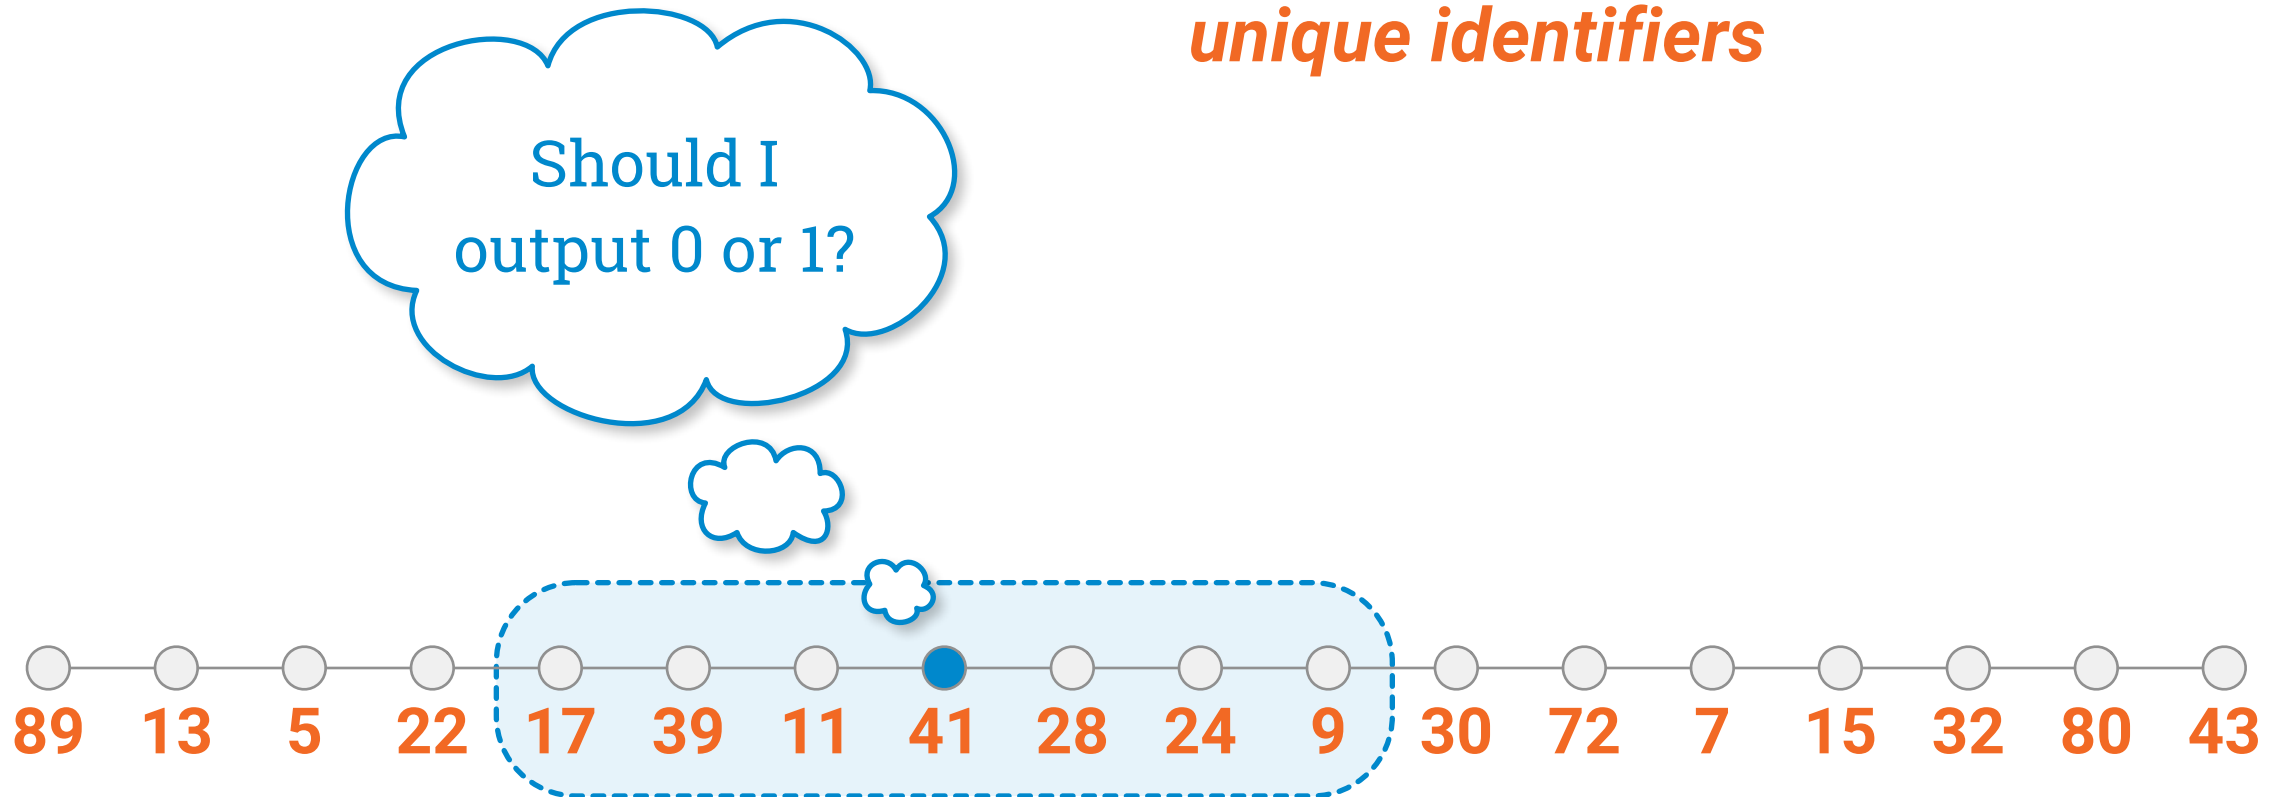 unique identifiers
Should I
output 0 or 1?
89 13 5 22 17 39 11 41 28 24 9 30 72 7 15 32 80 43